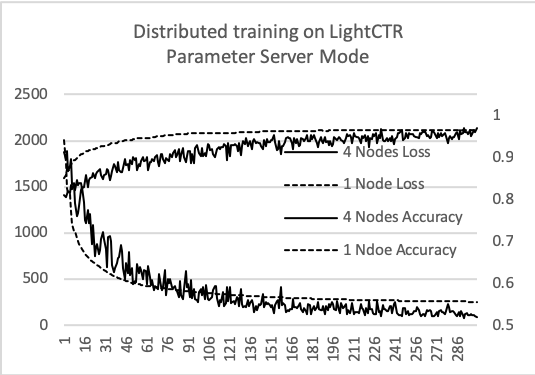 Distributed training on LightCTR
Parameter Server Mode
2500
2000
1500
1000
500
0
1
0.9
0.8
0.7
0.6
0.5
4 Nodes Loss
1 Node Loss
4 Nodes Accuracy
1 Ndoe Accuracy
1 16 31 46 61 76 91 106 121 136 151 166 181 196 211 226 241 256 271 286